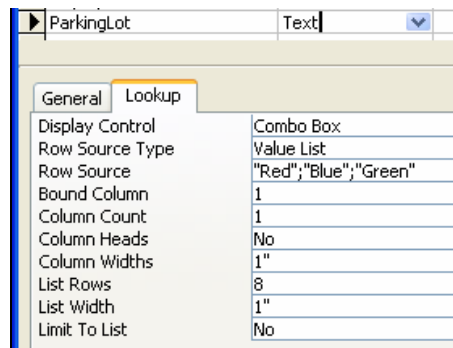 ParkingLot Text
General Lookup
Display Control Combo Box
Row Source Type Value List
Row Source "Red";"Blue";"Green"
Bound Column 1
Column Count 1
Column Heads No
Column Widths 1"
List Rows 8
List Width 1"
Limit To List No